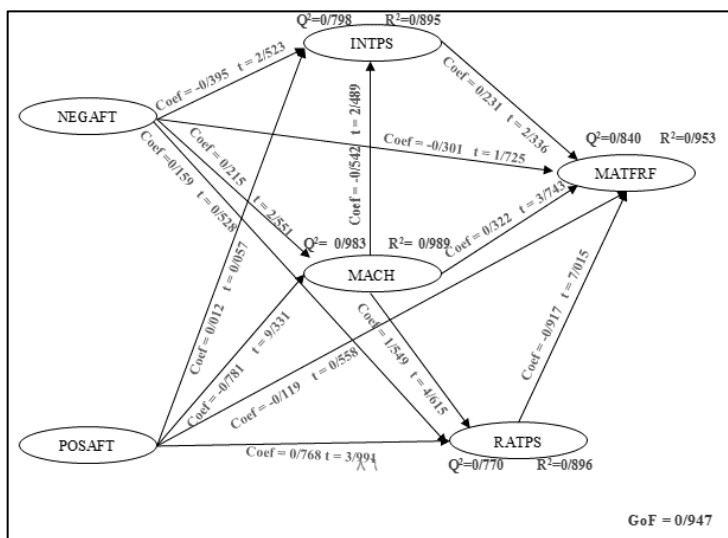 Q²=0/798 R²=0/895
INTPS
Coef = -0/395 t = 2/523
NEGAFT
Coef = 0/231 t = 2/336
Coef = -0/542 t = 2/489
Coef = -0/301 t = 1/725
Q²=0/840 R²=0/953
MATFRF
Coef = 0/215 t = 2/551
Coef =0/159 t = 0/528
Coef = 0/012 t = 0/057
Q²= 0/983 R²= 0/989
MACH
Coef = 0/322 t = 3/743
Coef = -0/781 t = 9/331
Coef = -0/119 t = 0/558
Coef = 1/549 t = 4/615
Coef = -0/917 t = 7/015
POSAFT
Coef = 0/768 t = 3/991
RATPS
Q²=0/770 R²=0/896
GoF = 0/947